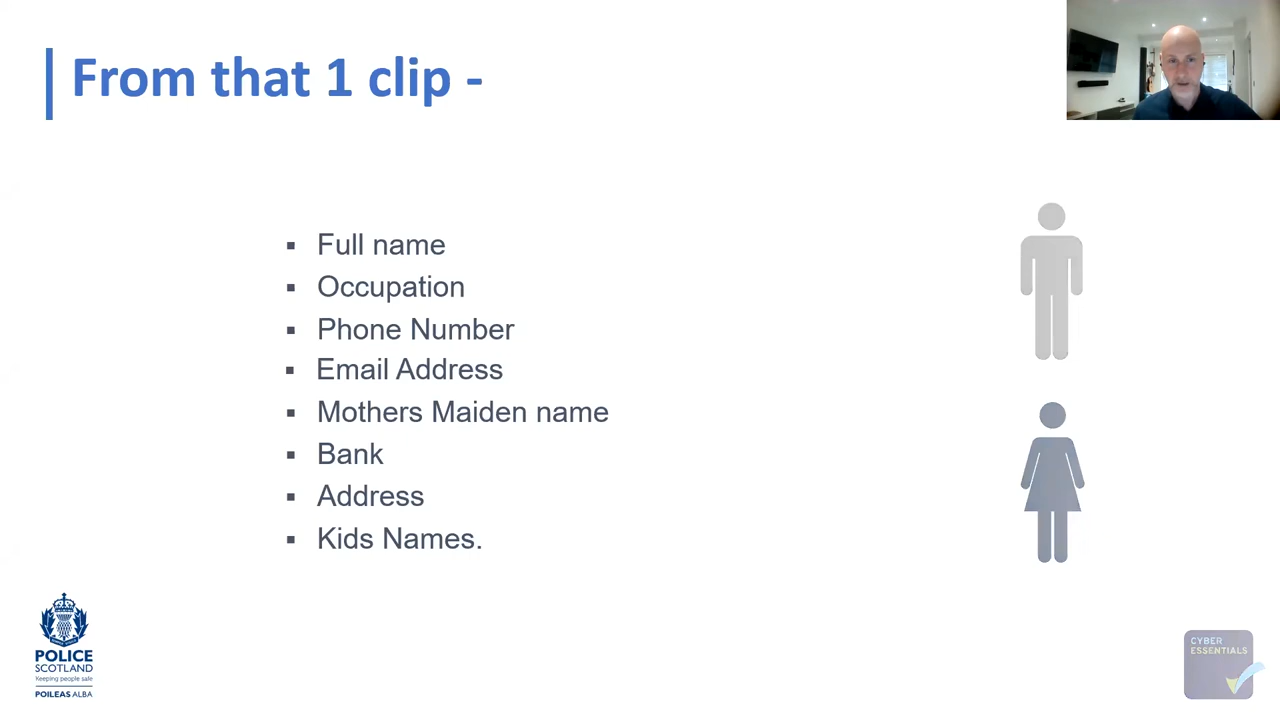 From that 1 clip -
▪ Full name
▪ Occupation
▪ Phone Number
▪ Email Address
▪ Mothers Maiden name
▪ Bank
▪ Address
▪ Kids Names.
POLICE
SCOTLAND
Keeping people safe
POILEAS ALBA
CYBER
ESSENTIALS